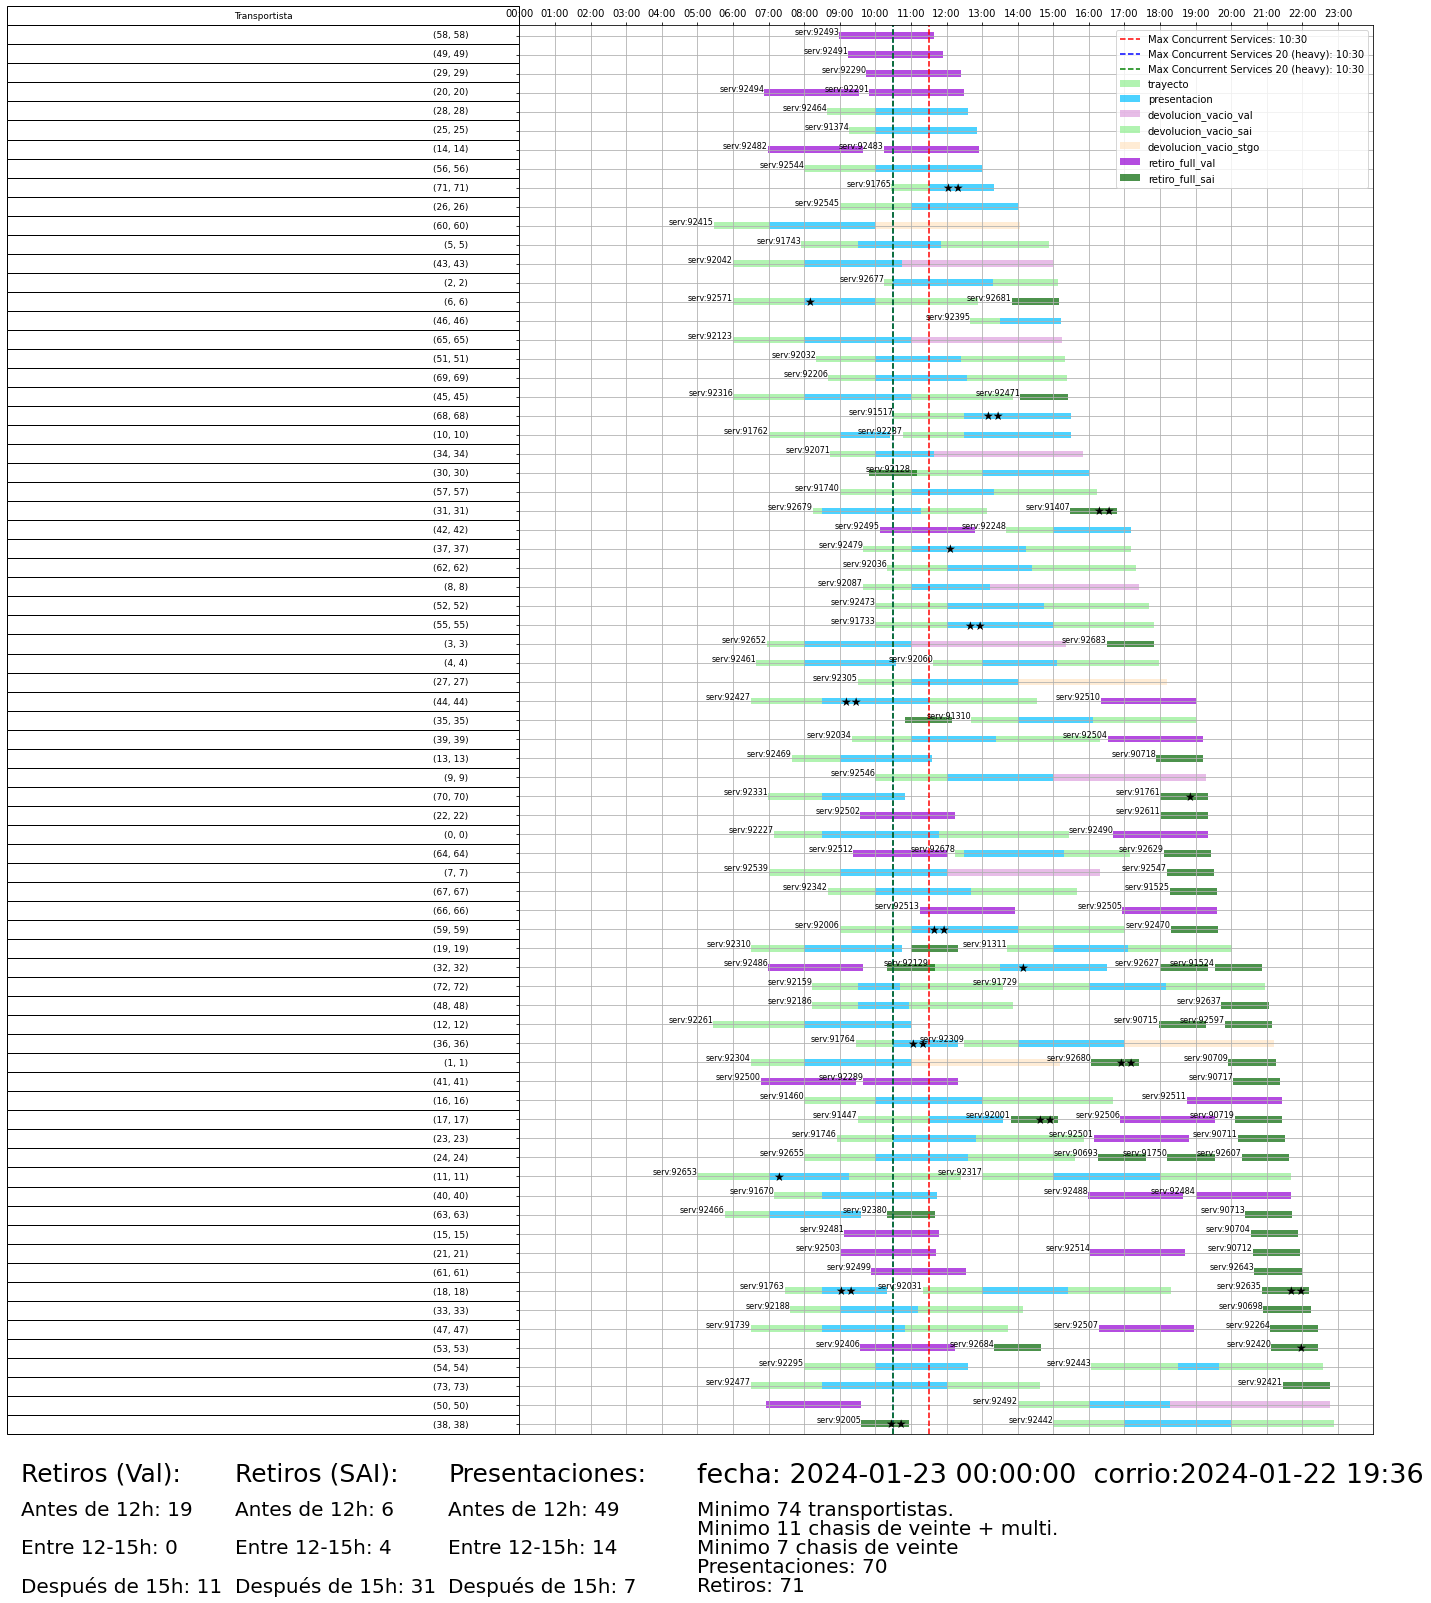 Transportista
00:00 01:00 02:00 03:00 04:00 05:00 06:00 07:00 08:00 09:00 10:00 11:00 12:00 13:00 14:00 15:00 16:00 17:00 18:00 19:00 20:00 21:00 22:00 23:00
Max Concurrent Services: 10:30
Max Concurrent Services 20 (heavy): 10:30
Max Concurrent Services 20 (heavy): 10:30
trayecto
presentacion
devolucion_vacio_val
devolucion_vacio_sai
devolucion_vacio_stgo
retiro_full_val
retiro_full_sai
(58, 58) serv:92493
(49, 49) serv:92491
(29, 29) serv:92290
(20, 20) serv:92494 serv:92291
(28, 28) serv:92464
(25, 25) serv:91374
(14, 14) serv:92482 serv:92483
(56, 56) serv:92544
(71, 71) serv:91765
(26, 26) serv:92545
(60, 60) serv:92415
(5, 5) serv:91743
(43, 43) serv:92042
(2, 2) serv:92677
(6, 6) serv:92571 serv:92681
(46, 46) serv:92395
(65, 65) serv:92123
(51, 51) serv:92032
(69, 69) serv:92206
(45, 45) serv:92316 serv:92471
(68, 68) serv:91517
(10, 10) serv:91762 serv:92287
(34, 34) serv:92071
(30, 30) serv:92128
(57, 57) serv:91740
(31, 31) serv:92679 serv:91407
(42, 42) serv:92495 serv:92248
(37, 37) serv:92479
(62, 62) serv:92036
(8, 8) serv:92087
(52, 52) serv:92473
(55, 55) serv:91733
(3, 3) serv:92652 serv:92683
(4, 4) serv:92461 serv:92060
(27, 27) serv:92305
(44, 44) serv:92427 serv:92510
(35, 35) serv:91310
(39, 39) serv:92034 serv:92504
(13, 13) serv:92469 serv:90718
(9, 9) serv:92546
(70, 70) serv:92331 serv:91761
(22, 22) serv:92502 serv:92611
(0, 0) serv:92227 serv:92490
(64, 64) serv:92512 serv:92678 serv:92629
(7, 7) serv:92539 serv:92547
(67, 67) serv:92342 serv:91525
(66, 66) serv:92513 serv:92505
(59, 59) serv:92006 serv:92470
(19, 19) serv:92310 serv:91311
(32, 32) serv:92486 serv:92129 serv:92627 serv:91524
(72, 72) serv:92159 serv:91729
(48, 48) serv:92186 serv:92637
(12, 12) serv:92261 serv:90715 serv:92597
(36, 36) serv:91764 serv:92309
(1, 1) serv:92304 serv:92680 serv:90709
(41, 41) serv:92500 serv:92289 serv:90717
(16, 16) serv:91460 serv:92511
(17, 17) serv:91447 serv:92001 serv:92506 serv:90719
(23, 23) serv:91746 serv:92501 serv:90711
(24, 24) serv:92655 serv:90693 serv:91750 serv:92607
(11, 11) serv:92653 serv:92317
(40, 40) serv:91670 serv:92488 serv:92484
(63, 63) serv:92466 serv:92380 serv:90713
(15, 15) serv:92481 serv:90704
(21, 21) serv:92503 serv:92514 serv:90712
(61, 61) serv:92499 serv:92643
(18, 18) serv:91763 serv:92031 serv:92635
(33, 33) serv:92188 serv:90698
(47, 47) serv:91739 serv:92507 serv:92264
(53, 53) serv:92406 serv:92684 serv:92420
(54, 54) serv:92295 serv:92443
(73, 73) serv:92477 serv:92421
(50, 50) serv:92492
(38, 38) serv:92005 serv:92442
Retiros (Val): Retiros (SAI): Presentaciones: fecha: 2024-01-23 00:00:00 corrio:2024-01-22 19:36
Antes de 12h: 19 Antes de 12h: 6 Antes de 12h: 49 Minimo 74 transportistas.
Minimo 11 chasis de veinte + multi.
Entre 12-15h: 0 Entre 12-15h: 4 Entre 12-15h: 14 Minimo 7 chasis de veinte
Presentaciones: 70
Después de 15h: 11 Después de 15h: 31 Después de 15h: 7 Retiros: 71